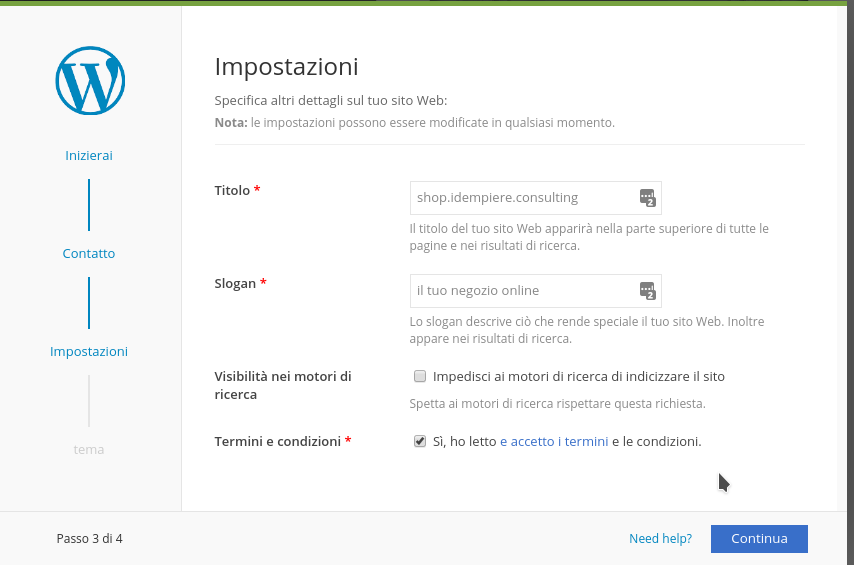 Inizierai
Contatto
Impostazioni
tema
Impostazioni
Specifica altri dettagli sul tuo sito Web:
Nota: le impostazioni possono essere modificate in qualsiasi momento.
Titolo *
shop.idempiere.consulting
2
Il titolo del tuo sito Web apparirà nella parte superiore di tutte le
pagine e nei risultati di ricerca.
Slogan *
il tuo negozio online
2
Lo slogan descrive ciò che rende speciale il tuo sito Web. Inoltre
appare nei risultati di ricerca.
Visibilità nei motori di
ricerca
Impedisci ai motori di ricerca di indicizzare il sito
Spetta ai motori di ricerca rispettare questa richiesta.
Termini e condizioni *
Sì, ho letto e accetto i termini e le condizioni.
Passo 3 di 4
Need help?
Continua